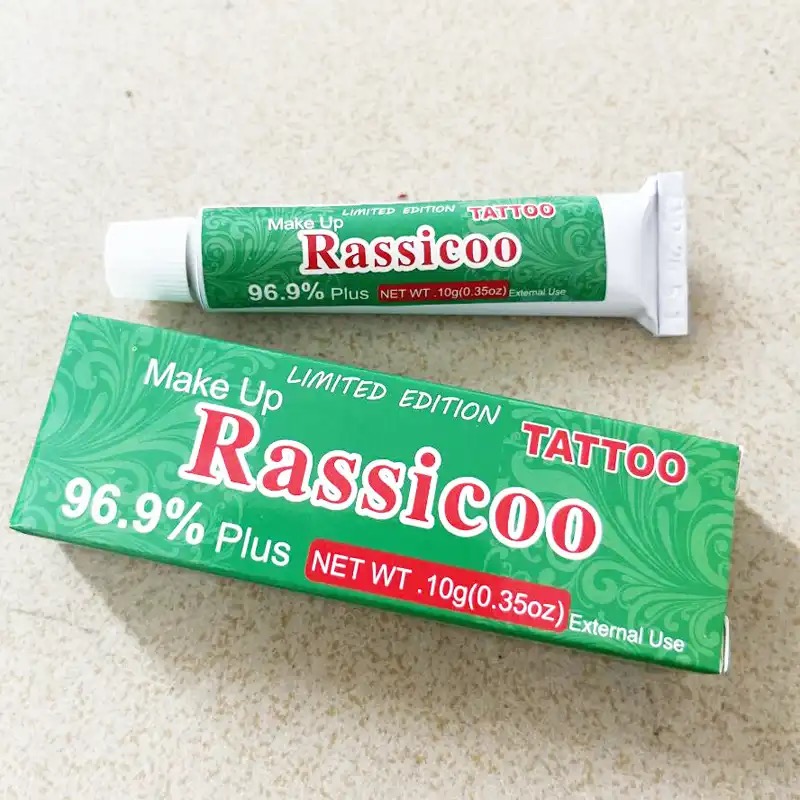 LIMITED EDITION TATTOO
Make Up
Rassicoo
96.9% Plus NET WT .10g(0.35oz) External Use
Make Up LIMITED EDITION
TATTOO
Rassicoo
96.9% Plus
NET WT .10g(0.35oz) External Use